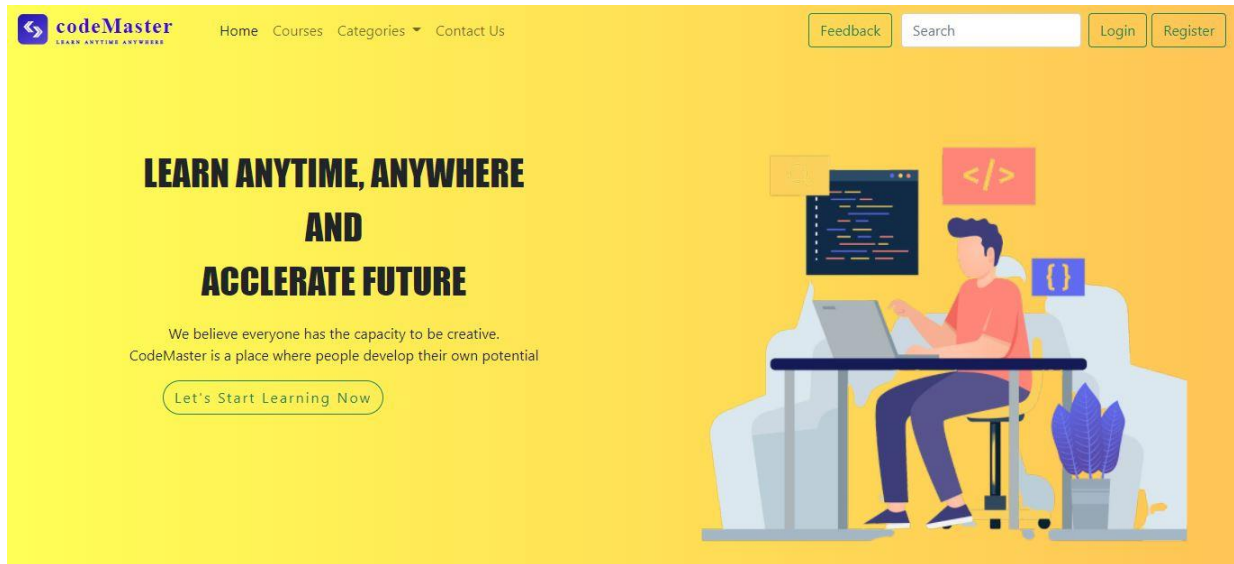 codeMaster
LEARN ANYTIME ANYWHERE
Home Courses Categories Contact Us
Feedback Search Login Register
LEARN ANYTIME, ANYWHERE
AND
ACCLERATE FUTURE
</>
{}
We believe everyone has the capacity to be creative.
CodeMaster is a place where people develop their own potential
Let's Start Learning Now